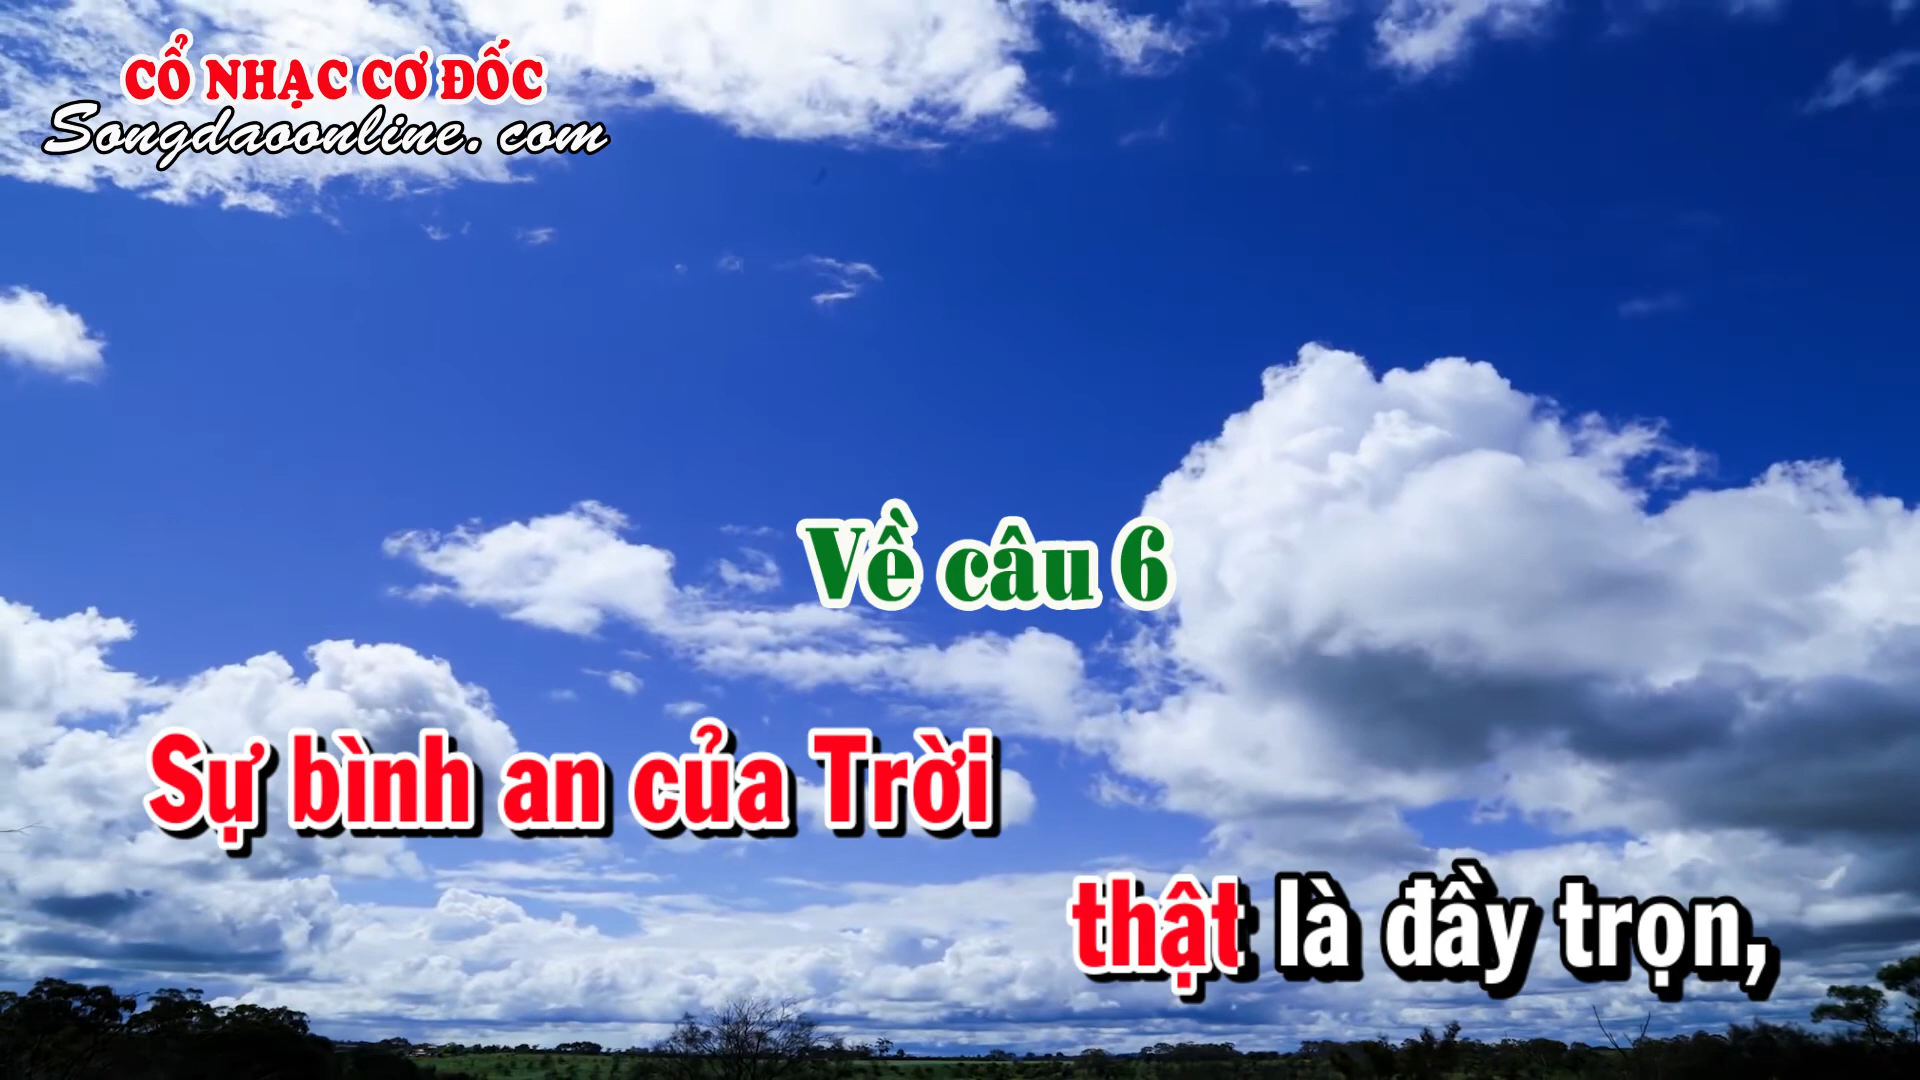 CỔ NHẠC CƠ ĐỐC
Songdaoonline.com
Về câu 6
Sự bình an của Trời
thật là đầy trọn,